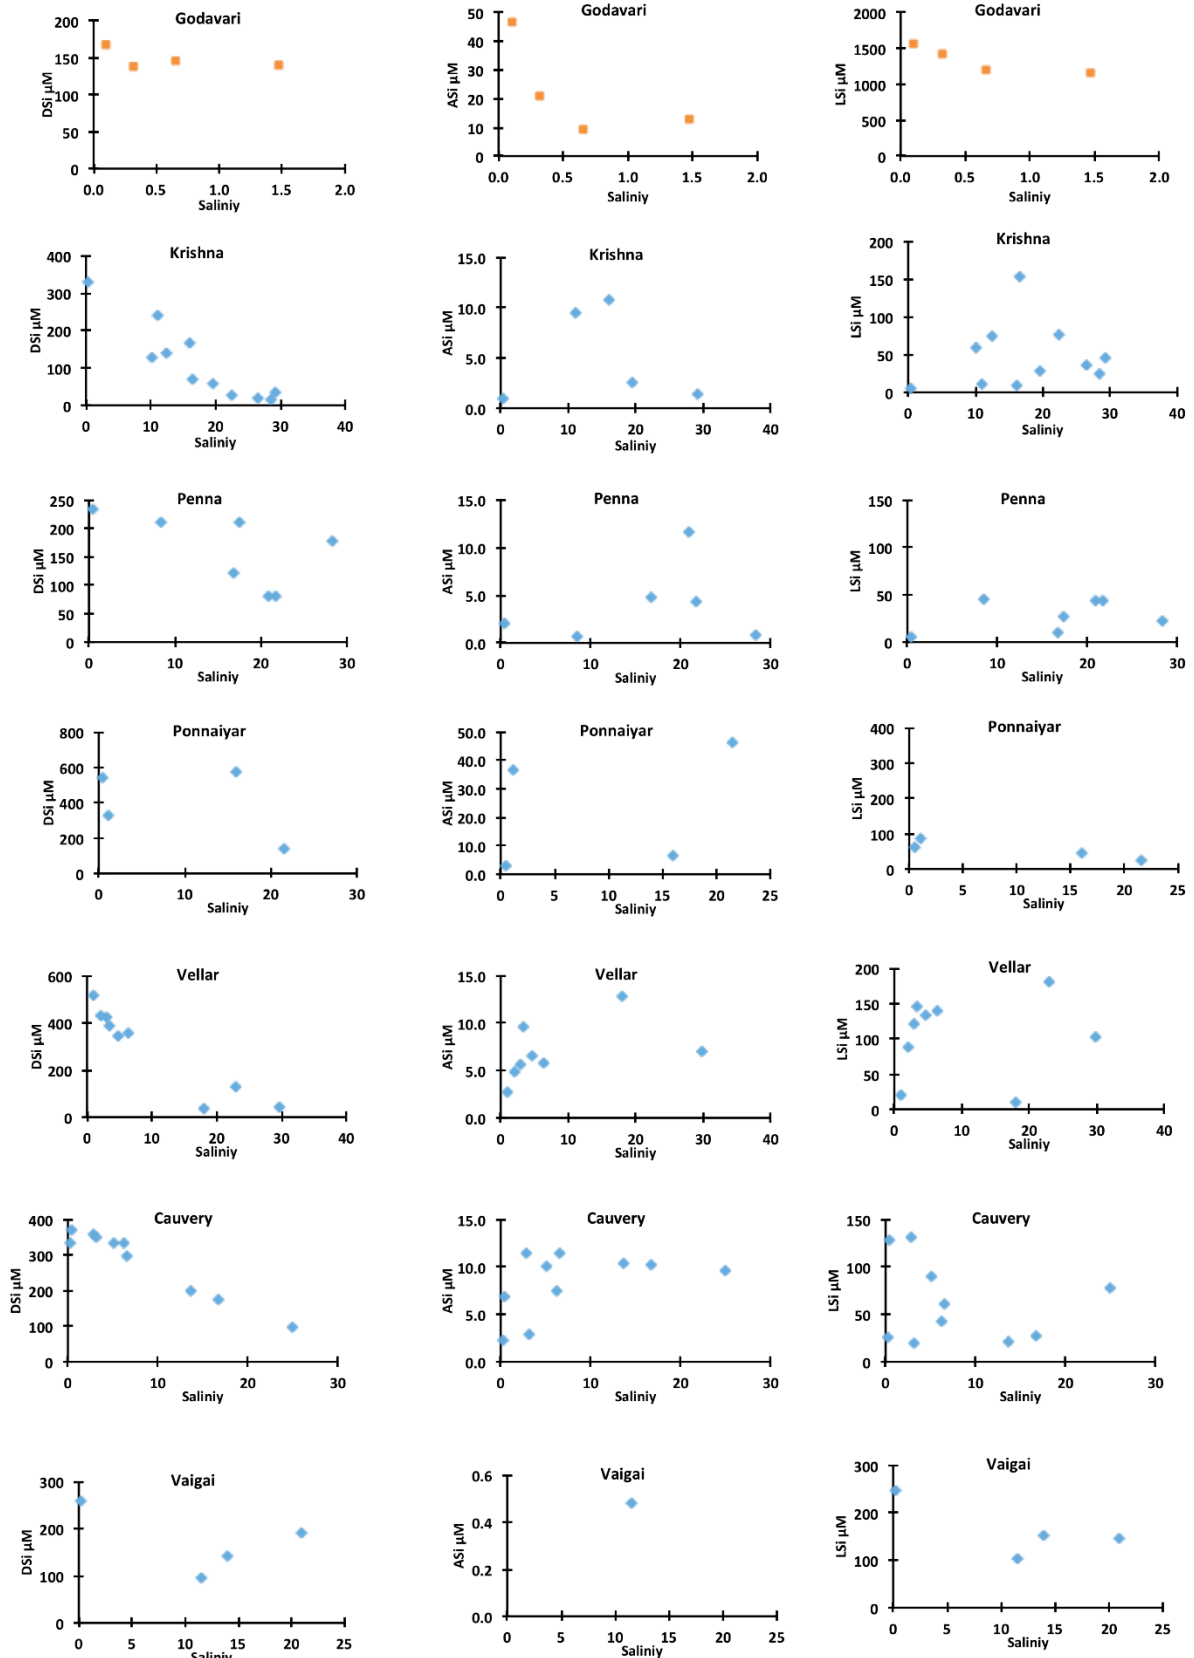 Godavari
DSi µM
200
150
100
50
0
0.0 0.5 1.0 1.5 2.0
Saliniy
Godavari
ASi µM
50
40
30
20
10
0
0.0 0.5 1.0 1.5 2.0
Saliniy
Godavari
LSi µM
2000
1500
1000
500
0
0.0 0.5 1.0 1.5 2.0
Saliniy
Krishna
DSi µM
400
300
200
100
0
0 10 20 30 40
Saliniy
Krishna
ASi µM
15.0
10.0
5.0
0.0
0 10 20 30 40
Saliniy
Krishna
LSi µM
200
150
100
50
0
0 10 20 30 40
Saliniy
Penna
DSi µM
250
200
150
100
50
0
0 10 20 30
Saliniy
Penna
ASi µM
15.0
10.0
5.0
0.0
0 10 20 30
Saliniy
Penna
LSi µM
150
100
50
0
0 10 20 30
Saliniy
Ponnaiyar
DSi µM
800
600
400
200
0
0 10 20 30
Saliniy
Ponnaiyar
ASi µM
50.0
40.0
30.0
20.0
10.0
0.0
0 5 10 15 20 25
Saliniy
Ponnaiyar
LSi µM
400
300
200
100
0
0 5 10 15 20 25
Saliniy
Vellar
DSi µM
600
400
200
0
0 10 20 30 40
Saliniy
Vellar
ASi µM
15.0
10.0
5.0
0.0
0 10 20 30 40
Saliniy
Vellar
LSi µM
200
150
100
50
0
0 10 20 30 40
Saliniy
Cauvery
DSi µM
400
300
200
100
0
0 10 20 30
Saliniy
Cauvery
ASi µM
15.0
10.0
5.0
0.0
0 10 20 30
Saliniy
Cauvery
LSi µM
150
100
50
0
0 10 20 30
Saliniy
Vaigai
DSi µM
300
200
100
0
0 5 10 15 20 25
Saliniy
Vaigai
ASi µM
0.6
0.4
0.2
0.0
0 5 10 15 20 25
Saliniy
Vaigai
LSi µM
300
200
100
0
0 5 10 15 20 25
Saliniy